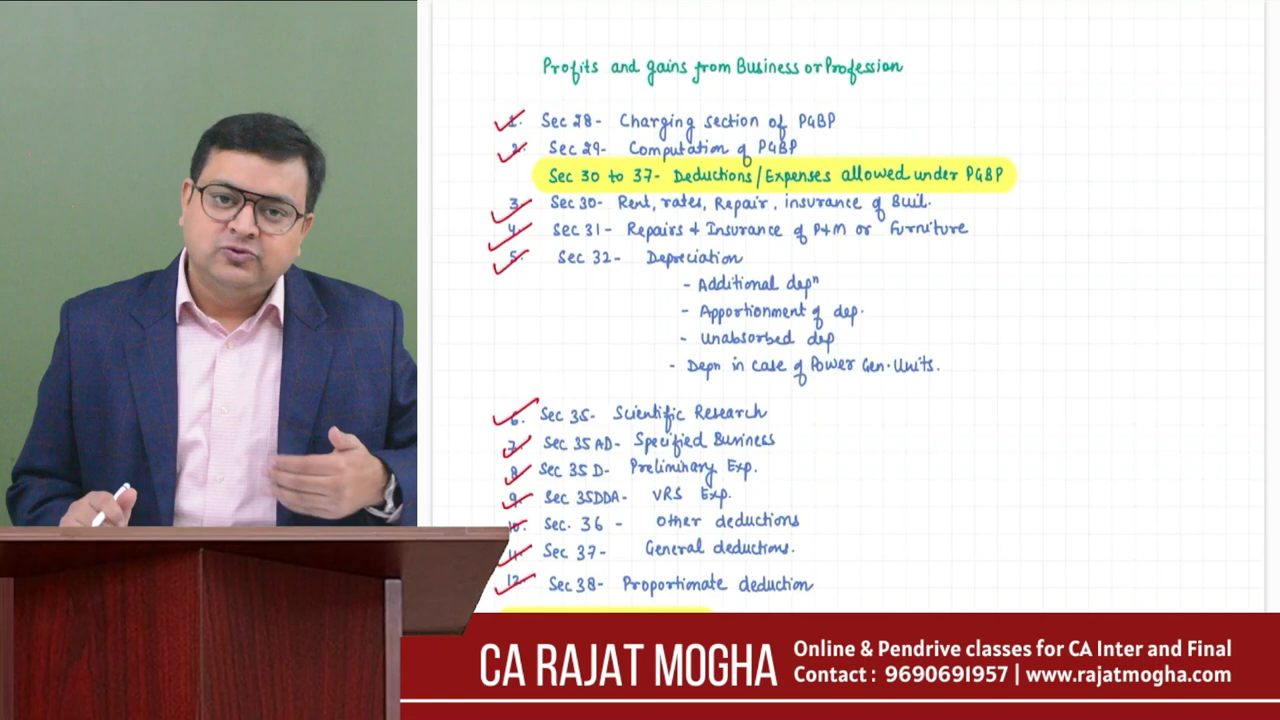 Profits and gains from Business or Profession
1. Sec 28- Charging section of PGBP
2. Sec 29- Computation of PGBP
Sec 30 to 37- Deductions/Expenses allowed under PGBP
3. Sec 30- Rent, rates, Repair, insurance of Buil.
4. Sec 31- Repairs & Insurance of P+M or Furniture
5. Sec 32- Depreciation
- Additional depn
- Apportionment of dep.
- Unabsorbed dep
- Depn in case of Power Gen. Units.
6. Sec 35- Scientific Research
7. Sec 35 AD- Specified Business
8. Sec 35 D- Preliminary Exp.
9. Sec 35DDA- VRS Exp.
10. Sec. 36 - Other deductions
11. Sec 37- General deductions.
12. Sec 38- Proportionate deduction
CA RAJAT MOGHA
Online & Pendrive classes for CA Inter and Final
Contact : 9690691957 | www.rajatmogha.com